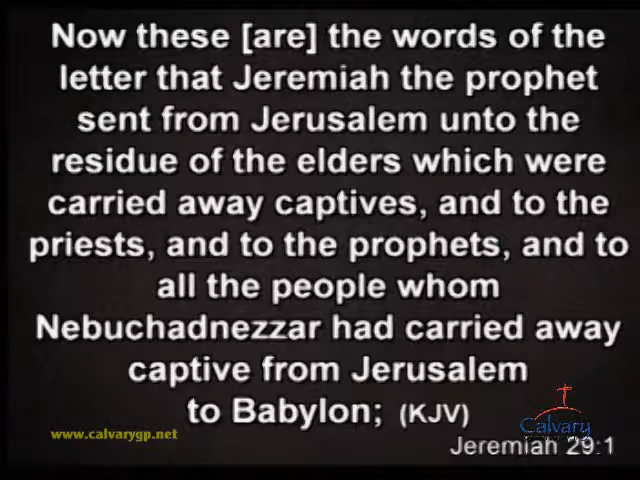 Now these [are] the words of the
letter that Jeremiah the prophet
sent from Jerusalem unto the
residue of the elders which were
carried away captives, and to the
priests, and to the prophets, and to
all the people whom
Nebuchadnezzar had carried away
captive from Jerusalem
to Babylon; (KJV)
www.calvarygp.net
Calvary
Jeremiah 29:1